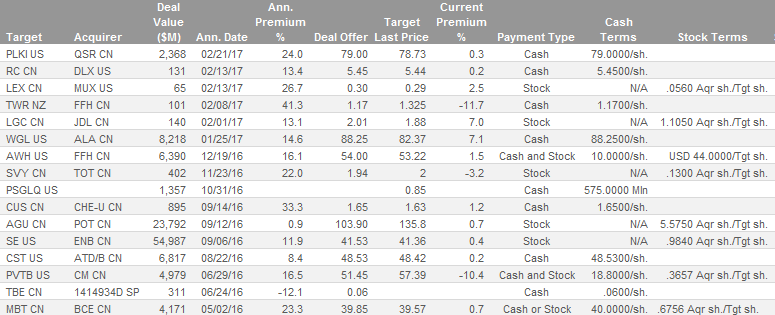 Deal Ann. Target Current
Value Premium Deal Offer Last Price Premium Cash
Target Acquirer ($M) Ann. Date % % Payment Type Terms Stock Terms
PLKI US QSR CN 2,368 02/21/17 24.0 79.00 78.73 0.3 Cash 79.0000/sh.
RC CN DLX US 131 02/13/17 13.4 5.45 5.44 0.2 Cash 5.4500/sh.
LEX CN MUX US 65 02/13/17 26.7 0.30 0.29 2.5 Stock N/A .0560 Aqr sh./Tgt sh.
TWR NZ FFH CN 101 02/08/17 41.3 1.17 1.325 -11.7 Cash 1.1700/sh.
LGC CN JDL CN 140 02/01/17 13.1 2.01 1.88 7.0 Stock N/A 1.1050 Aqr sh./Tgt sh.
WGL US ALA CN 8,218 01/25/17 14.6 88.25 82.37 7.1 Cash 88.2500/sh.
AWH US FFH CN 6,390 12/19/16 16.1 54.00 53.22 1.5 Cash and Stock 10.0000/sh. USD 44.0000/Tgt sh.
SVY CN TOT CN 402 11/23/16 22.0 1.94 2 -3.2 Stock N/A .1300 Aqr sh./Tgt sh.
PSGLQ US 1,357 10/31/16 0.85 Cash 575.0000 Mln
CUS CN CHE-U CN 895 09/14/16 33.3 1.65 1.63 1.2 Cash 1.6500/sh.
AGU CN POT CN 23,792 09/12/16 0.9 103.90 135.8 0.7 Stock N/A 5.5750 Aqr sh./Tgt sh.
SE US ENB CN 54,987 09/06/16 11.9 41.53 41.36 0.4 Stock N/A .9840 Aqr sh./Tgt sh.
CST US ATD/B CN 6,817 08/22/16 8.4 48.53 48.42 0.2 Cash 48.5300/sh.
PVTB US CM CN 4,979 06/29/16 16.5 51.45 57.39 -10.4 Cash and Stock 18.8000/sh. .3657 Aqr sh./Tgt sh.
TBE CN 1414934D SP 311 06/24/16 -12.1 0.06 Cash .0600/sh.
MBT CN BCE CN 4,171 05/02/16 23.3 39.85 39.57 0.7 Cash or Stock 40.0000/sh. .6756 Aqr sh./Tgt sh.